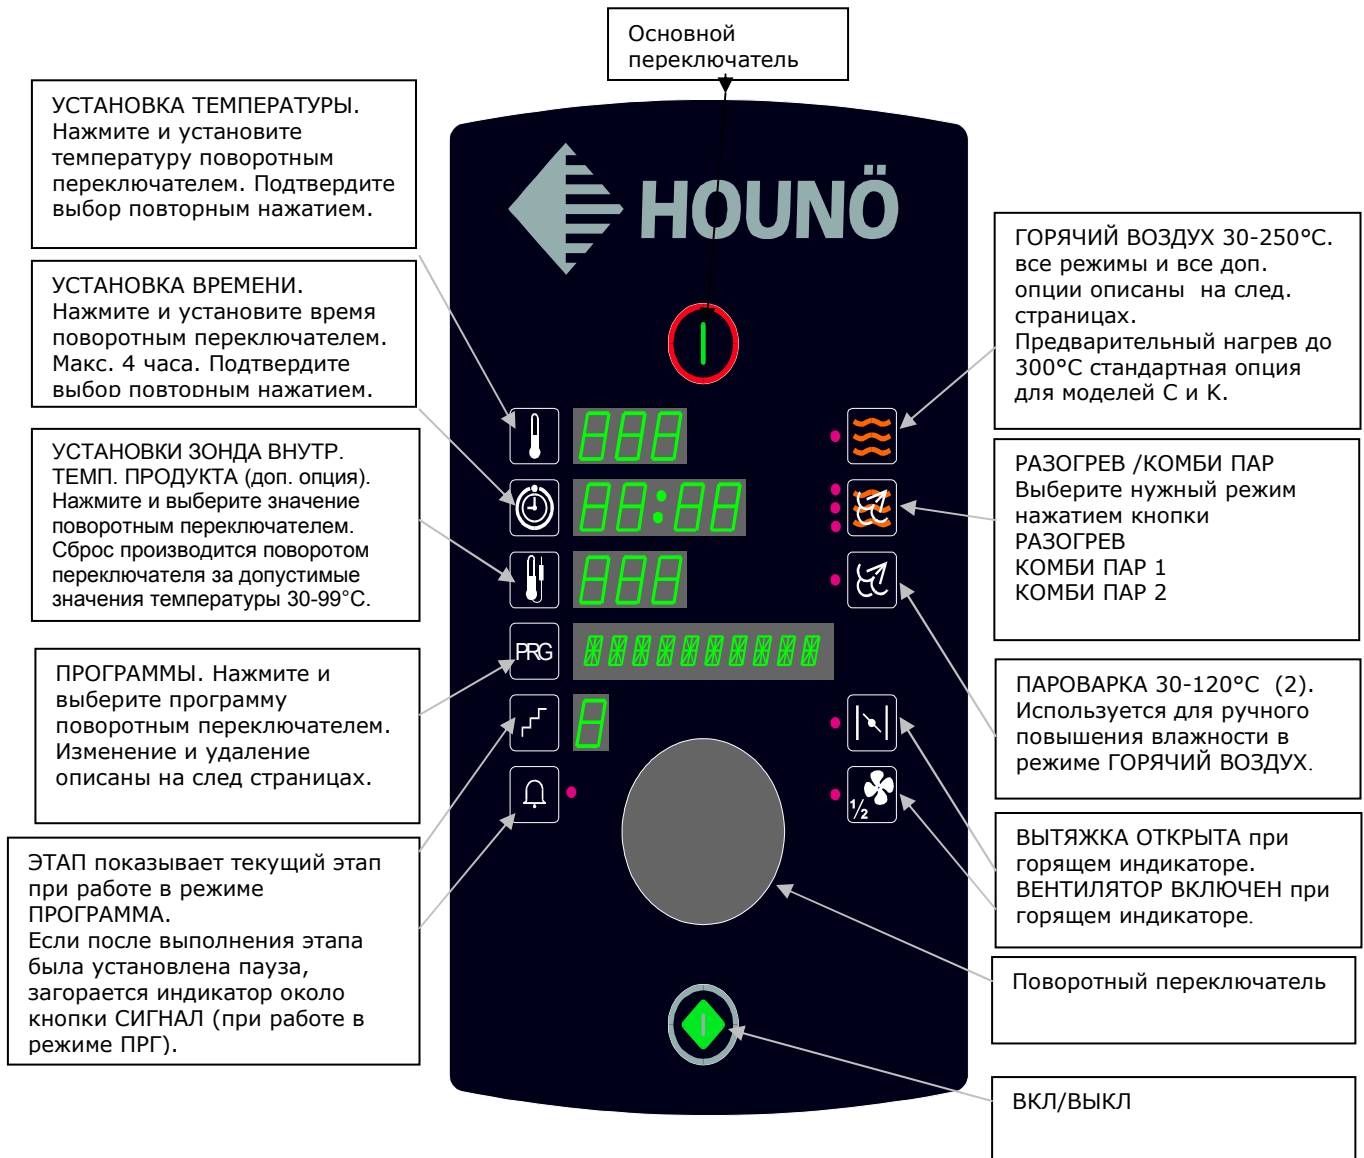 Основной
переключатель
УСТАНОВКА ТЕМПЕРАТУРЫ.
Нажмите и установите
температуру поворотным
переключателем. Подтвердите
выбор повторным нажатием.
УСТАНОВКА ВРЕМЕНИ.
Нажмите и установите время
поворотным переключателем.
Макс. 4 часа. Подтвердите
выбор повторным нажатием.
УСТАНОВКИ ЗОНДА ВНУТР.
ТЕМП. ПРОДУКТА (доп. опция).
Нажмите и выберите значение
поворотным переключателем.
Сброс производится поворотом
переключателя за допустимые
значения температуры 30-99°C.
ПРОГРАММЫ. Нажмите и
выберите программу
поворотным переключателем.
Изменение и удаление
описаны на след страницах.
ЭТАП показывает текущий этап
при работе в режиме
ПРОГРАММА.
Если после выполнения этапа
была установлена пауза,
загорается индикатор около
кнопки СИГНАЛ (при работе в
режиме ПРГ).
HOUNÖ
888
88:88
888
PRG
8
1/2
ГОРЯЧИЙ ВОЗДУХ 30-250°C.
все режимы и все доп.
опции описаны на след.
страницах.
Предварительный нагрев до
300°C стандартная опция
для моделей С и К.
РАЗОГРЕВ /КОМБИ ПАР
Выберите нужный режим
нажатием кнопки
РАЗОГРЕВ
КОМБИ ПАР 1
КОМБИ ПАР 2
ПАРОВАРКА 30-120°C (2).
Используется для ручного
повышения влажности в
режиме ГОРЯЧИЙ ВОЗДУХ.
ВЫТЯЖКА ОТКРЫТА при
горящем индикаторе.
ВЕНТИЛЯТОР ВКЛЮЧЕН при
горящем индикаторе.
Поворотный переключатель
ВКЛ/ВЫКЛ